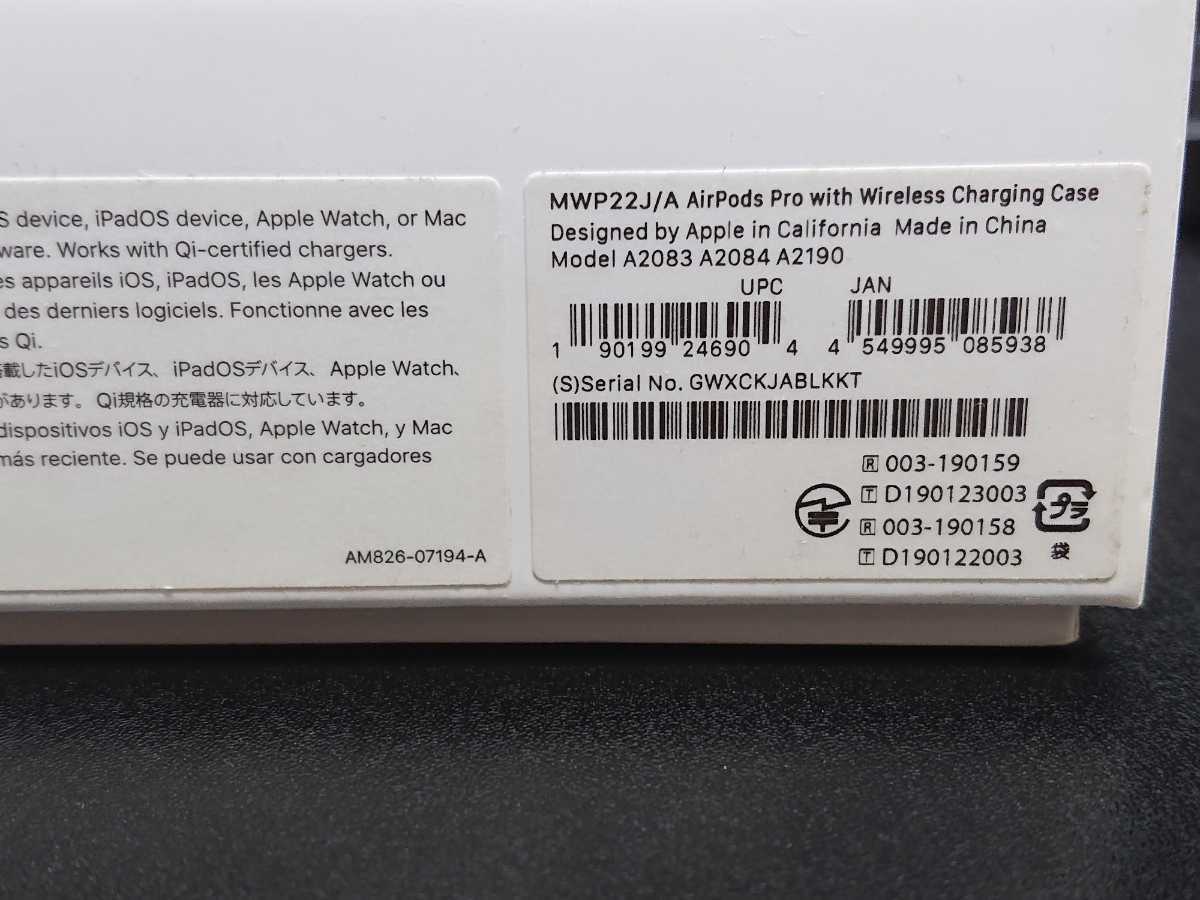 S device, iPadOS device, Apple Watch, or Mac
ware. Works with Qi-certified chargers.
es appareils iOS, iPadOS, les Apple Watch ou
des derniers logiciels. Fonctionne avec les
s Qi.
搭載したiOSデバイス、iPadOSデバイス、Apple Watch、
があります。Qi規格の充電器に対応しています。
dispositivos iOS y iPadOS, Apple Watch, y Mac
más reciente. Se puede usar con cargadores
AM826-07194-A
MWP22J/A AirPods Pro with Wireless Charging Case
Designed by Apple in California Made in China
Model A2083 A2084 A2190
UPC JAN
1 90199 24690 4 4 549995 085938
(S)Serial No. GWXCKJABLKKT
R 003-190159
T D190123003
R 003-190158
T D190122003
プラ
袋